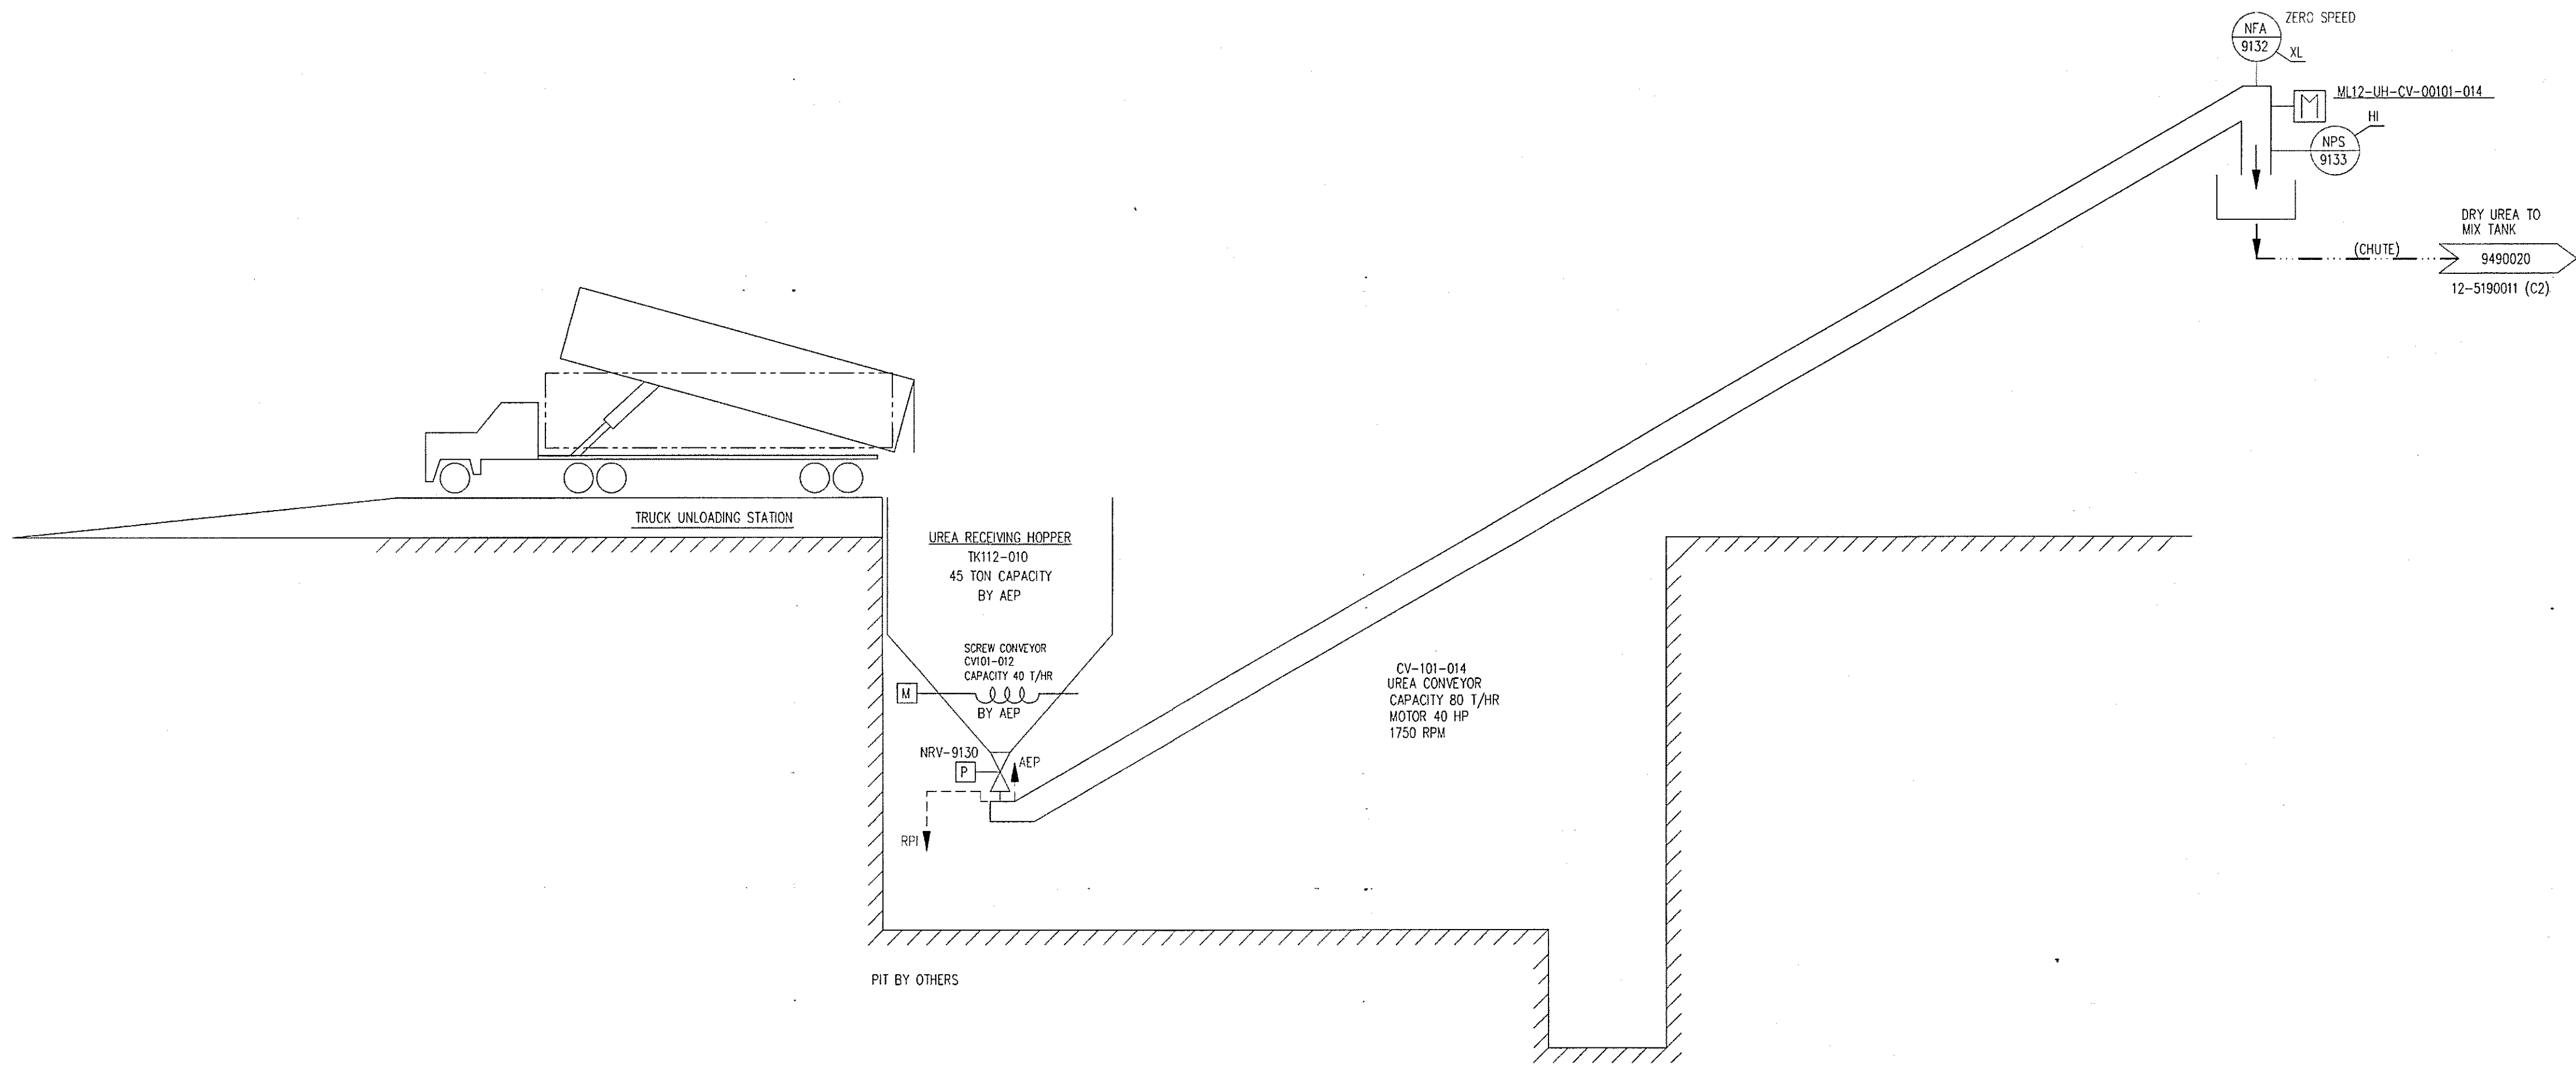 ZERO SPEED
NFA
9132
XL
M
ML12-UH-CV-00101-014
HI
NPS
9133
DRY UREA TO
MIX TANK
(CHUTE)
9490020
12-5190011 (C2)
TRUCK UNLOADING STATION
UREA RECEIVING HOPPER
TK112-010
45 TON CAPACITY
BY AEP
SCREW CONVEYOR
CV101-012
CAPACITY 40 T/HR
M
BY AEP
NRV-9130
P
AEP
RPI
CV-101-014
UREA CONVEYOR
CAPACITY 80 T/HR
MOTOR 40 HP
1750 RPM
PIT BY OTHERS